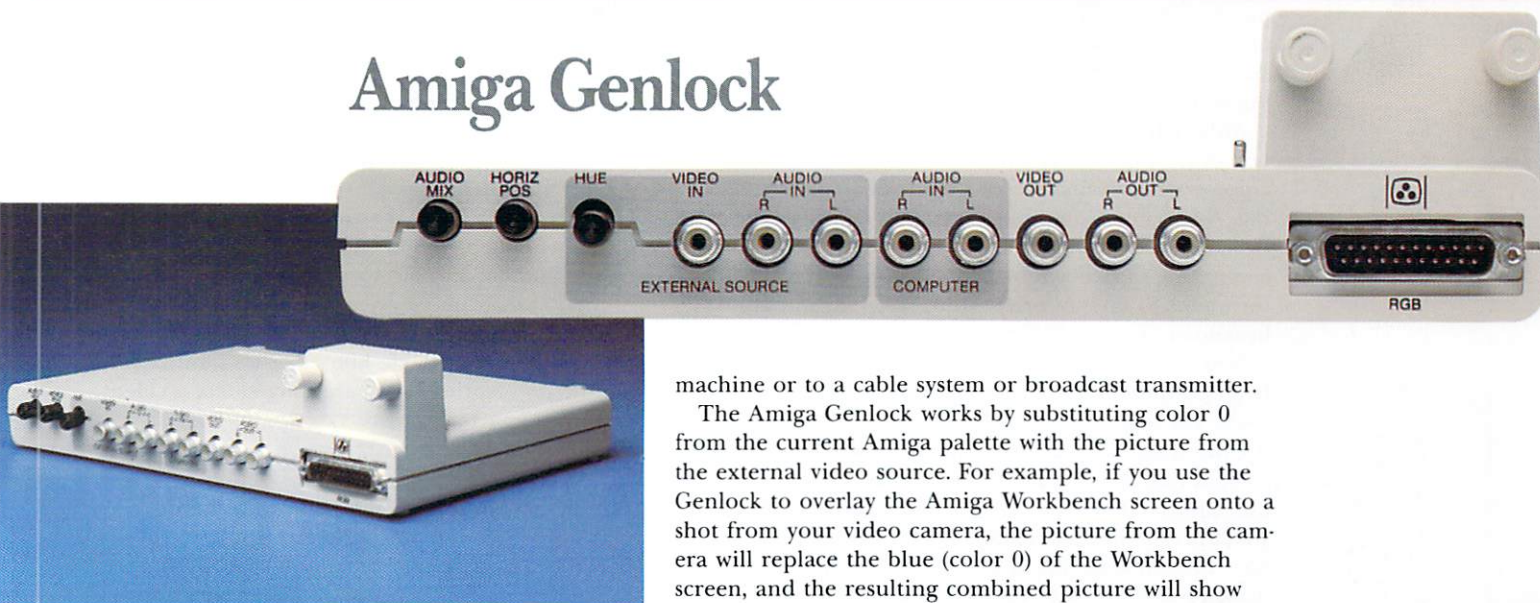 Amiga Genlock
AUDIO MIX
HORIZ POS
HUE
VIDEO IN
AUDIO IN
R L
AUDIO IN
R L
VIDEO OUT
AUDIO OUT
R L
EXTERNAL SOURCE
COMPUTER
RGB
machine or to a cable system or broadcast transmitter.
The Amiga Genlock works by substituting color 0
from the current Amiga palette with the picture from
the external video source. For example, if you use the
Genlock to overlay the Amiga Workbench screen onto a
shot from your video camera, the picture from the cam-
era will replace the blue (color 0) of the Workbench
screen, and the resulting combined picture will show
RGB